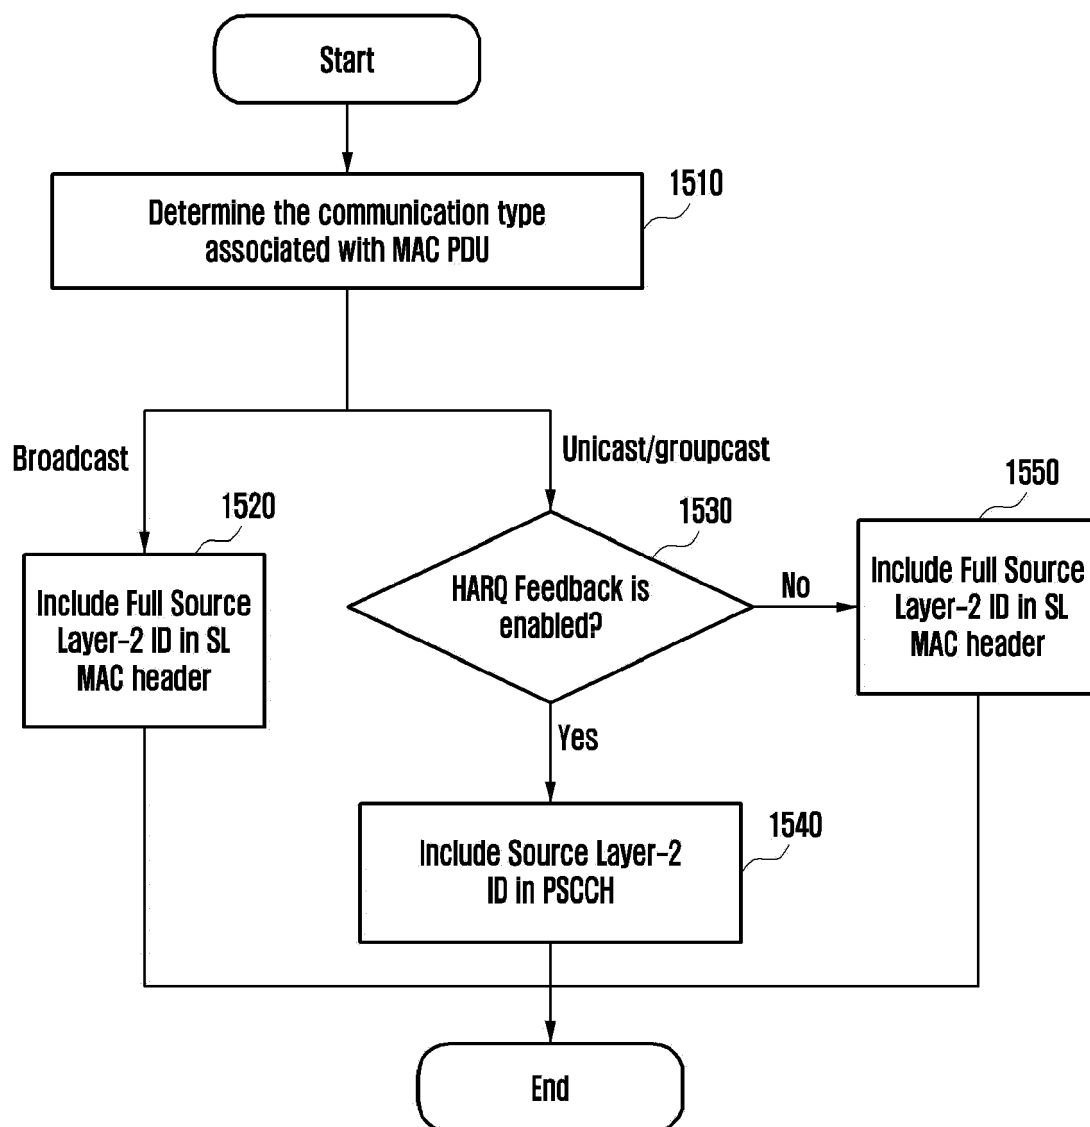 Start
1510
Determine the communication type
associated with MAC PDU
Broadcast
Unicast/groupcast
1520
Include Full Source
Layer-2 ID in SL
MAC header
1530
HARQ Feedback is
enabled?
No
1550
Include Full Source
Layer-2 ID in SL
MAC header
Yes
1540
Include Source Layer-2
ID in PSCCH
End